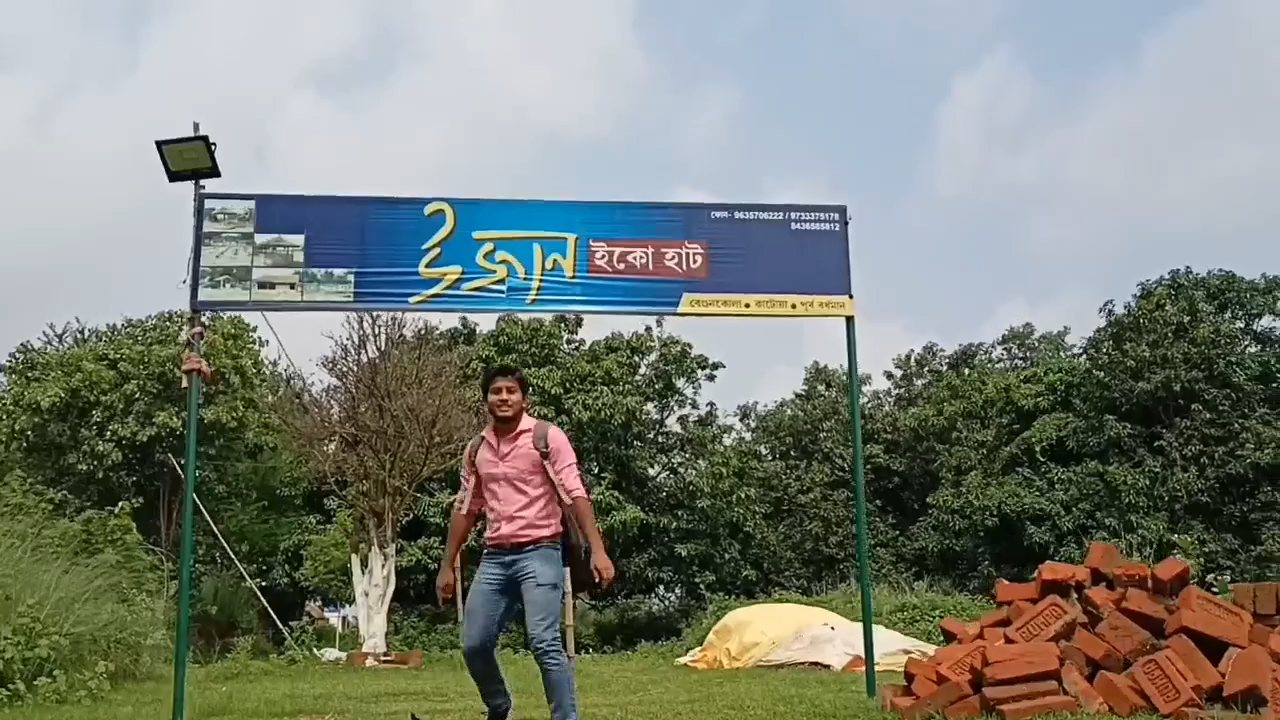 ফোন- 9635706222 / 9733375178
8436585812
ইজান ইকো হাট
বেগুনকোলা ● কাটোয়া ● পূর্ব বর্ধমান